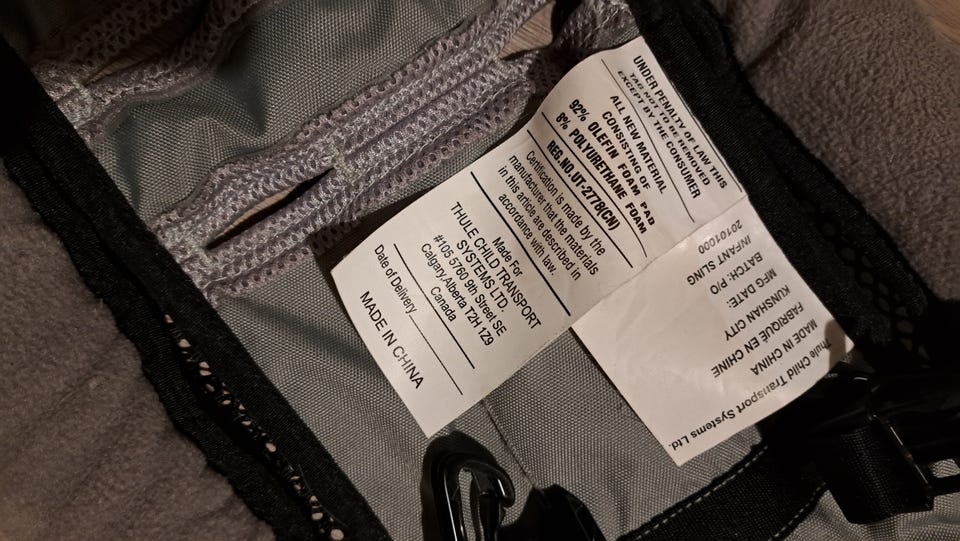 UNDER PENALTY OF LAW THIS
TAG NOT TO BE REMOVED
EXCEPT BY THE CONSUMER
ALL NEW MATERIAL
CONSISTING OF
92% OLEFIN FOAM PAD
8% POLYURETHANE FOAM
REG.NO.UT-2778(CN)
Certification is made by the
manufacturer that the materials
in this article are described in
accordance with law.
Made For
THULE CHILD TRANSPORT
SYSTEMS LTD.
#105 5760 9th Street SE
Calgary,Alberta T2H 1Z9
Canada
Date of Delivery
MADE IN CHINA
Thule Child Transport Systems Ltd.
MADE IN CHINA
FABRIQUÉ EN CHINE
KUNSHAN CITY
MFG DATE:
BATCH: P/O
INFANT SLING
20101000